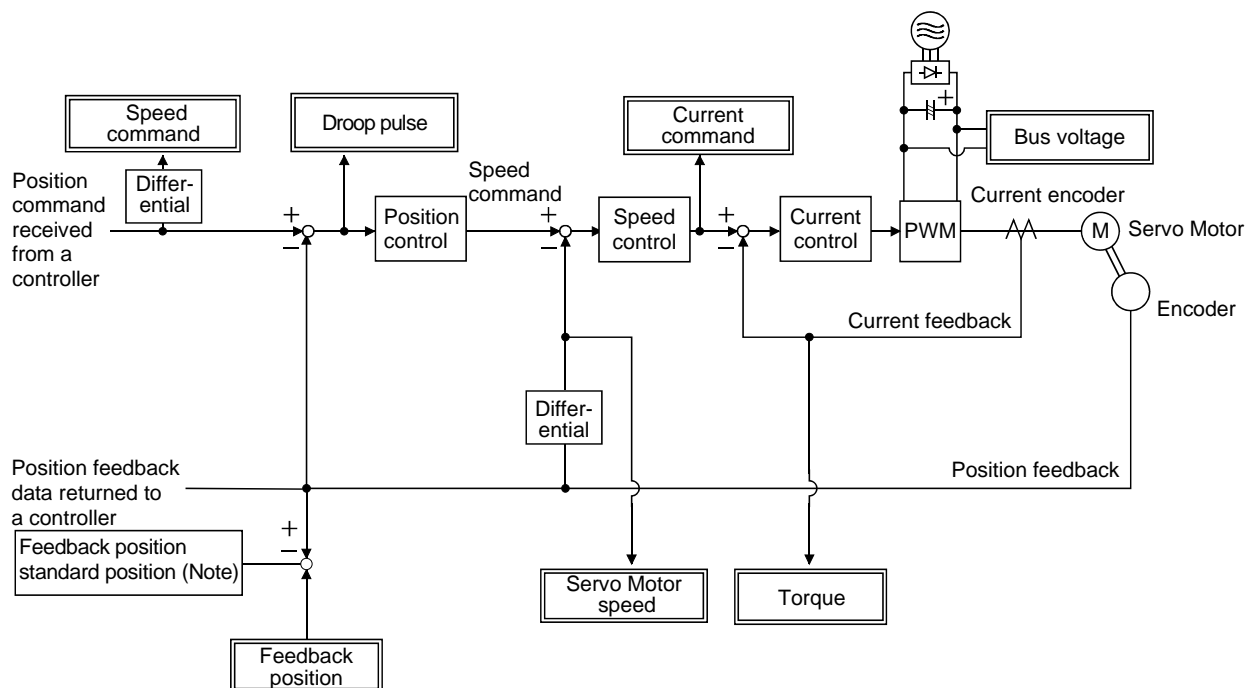 Speed
command
Droop pulse
Current
command
Bus voltage
Position
command
received
from a
controller
Differ-
ential
Speed
command
Position
control
Speed
control
Current
control
PWM
Current encoder
M
Servo Motor
Encoder
Current feedback
Differ-
ential
Position feedback
data returned to
a controller
Position feedback
Feedback position
standard position (Note)
Servo Motor
speed
Torque
Feedback
position
+
−
+
−
+
−
+
−
+